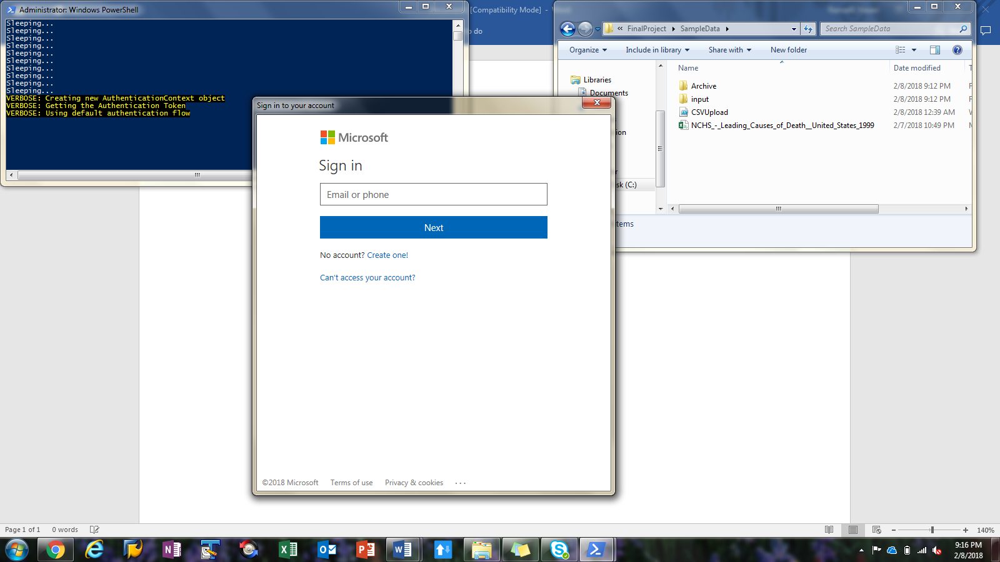 Administrator: Windows PowerShell
Sleeping...
Sleeping...
Sleeping...
Sleeping...
Sleeping...
Sleeping...
Sleeping...
Sleeping...
Sleeping...
Sleeping...
VERBOSE: Creating new AuthenticationContext object
VERBOSE: Getting the Authentication Token
VERBOSE: Using default authentication flow
[Compatibility Mode] -
do
« FinalProject ▸ SampleData ▸
Search SampleData
Organize Include in library Share with New folder
Name Date modified
Libraries
Documents
Archive 2/8/2018 9:12 PM
input 2/8/2018 9:12 PM
CSVUpload 2/8/2018 12:39 AM
NCHS_-_Leading_Causes_of_Death__United_States_1999 2/7/2018 10:49 PM
ion
sk (C:)
tems
Sign in to your account
Microsoft
Sign in
Email or phone
Next
No account? Create one!
Can't access your account?
©2018 Microsoft Terms of use Privacy & cookies ...
Page 1 of 1 0 words
140%
9:16 PM
2/8/2018